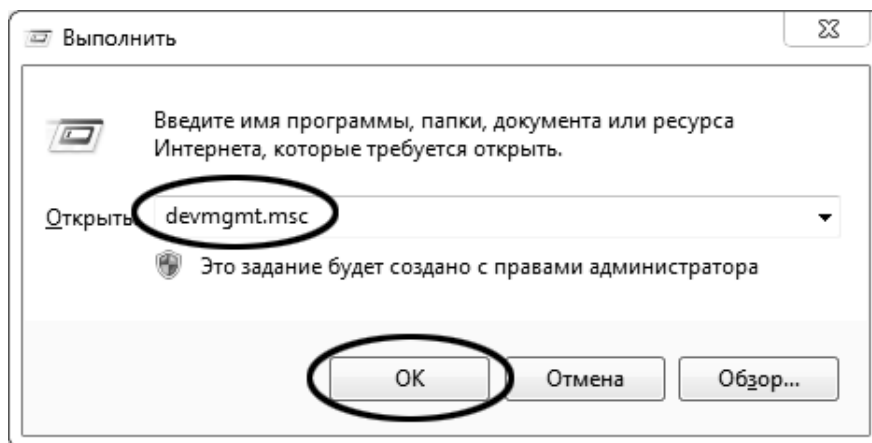 Выполнить
Введите имя программы, папки, документа или ресурса
Интернета, которые требуется открыть.
Открыть devmgmt.msc
Это задание будет создано с правами администратора
OK Отмена Обзор...